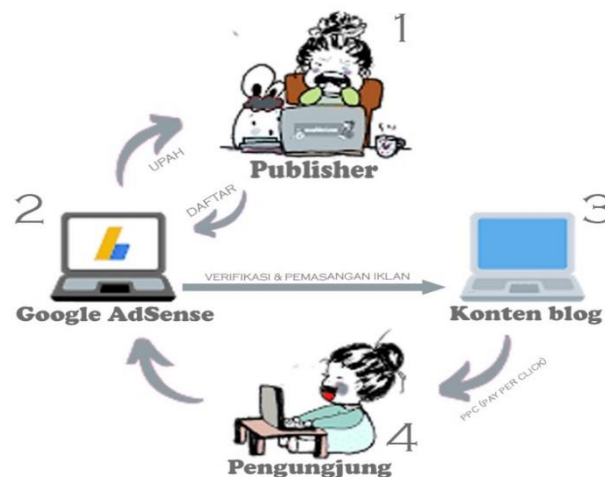 1
Publisher
UPAH
DAFTAR
2
3
VERIFIKASI & PEMASANGAN IKLAN
Google AdSense
Konten blog
PPC (PAY PER CLICK)
4
Pengungjung